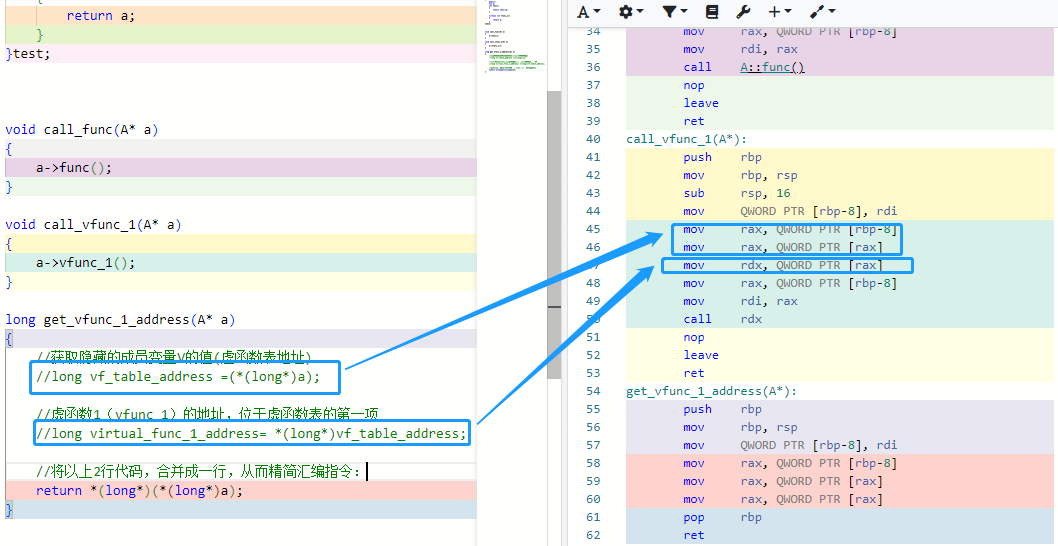 return a;
}
}test;
void call_func(A* a)
{
a->func();
}
void call_vfunc_1(A* a)
{
a->vfunc_1();
}
long get_vfunc_1_address(A* a)
{
//获取隐藏的成员变量V的值(虚函数表地址)
//long vf_table_address =(*(long*)a);
//虚函数1（vfunc_1）的地址，位于虚函数表的第一项
//long virtual_func_1_address= *(long*)vf_table_address;
//将以上2行代码，合并成一行，从而精简汇编指令：
return *(long*)(*(long*)a);
}
A
34 mov rax, QWORD PTR [rbp-8]
35 mov rdi, rax
36 call A::func()
37 nop
38 leave
39 ret
40 call_vfunc_1(A*):
41 push rbp
42 mov rbp, rsp
43 sub rsp, 16
44 mov QWORD PTR [rbp-8], rdi
45 mov rax, QWORD PTR [rbp-8]
46 mov rax, QWORD PTR [rax]
47 mov rdx, QWORD PTR [rax]
48 mov rax, QWORD PTR [rbp-8]
49 mov rdi, rax
50 call rdx
51 nop
52 leave
53 ret
54 get_vfunc_1_address(A*):
55 push rbp
56 mov rbp, rsp
57 mov QWORD PTR [rbp-8], rdi
58 mov rax, QWORD PTR [rbp-8]
59 mov rax, QWORD PTR [rax]
60 mov rax, QWORD PTR [rax]
61 pop rbp
62 ret